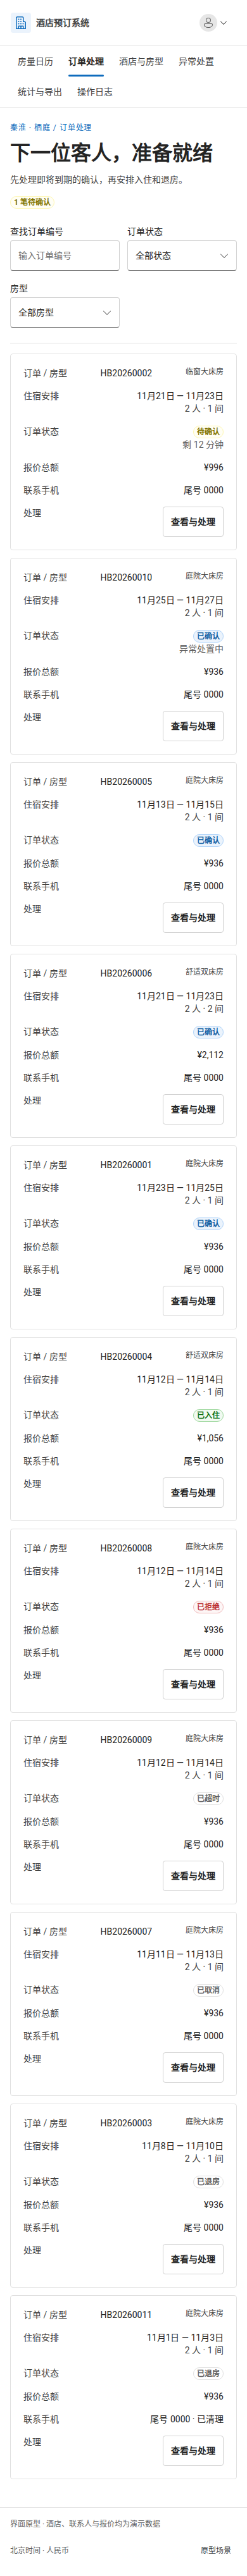 酒店预订系统
房量日历 订单处理 酒店与房型 异常处置
统计与导出 操作日志
秦淮 · 栖庭 / 订单处理
下一位客人，准备就绪
先处理即将到期的确认，再安排入住和退房。
1 笔待确认
查找订单编号 订单状态
输入订单编号 全部状态
房型
全部房型
订单 / 房型 HB20260002 临窗大床房
住宿安排 11月21日 — 11月23日
2 人 · 1 间
订单状态 待确认
剩 12 分钟
报价总额 ¥996
联系手机 尾号 0000
处理 查看与处理
订单 / 房型 HB20260010 庭院大床房
住宿安排 11月25日 — 11月27日
2 人 · 1 间
订单状态 已确认
异常处置中
报价总额 ¥936
联系手机 尾号 0000
处理 查看与处理
订单 / 房型 HB20260005 庭院大床房
住宿安排 11月13日 — 11月15日
2 人 · 1 间
订单状态 已确认
报价总额 ¥936
联系手机 尾号 0000
处理 查看与处理
订单 / 房型 HB20260006 舒适双床房
住宿安排 11月21日 — 11月23日
2 人 · 2 间
订单状态 已确认
报价总额 ¥2,112
联系手机 尾号 0000
处理 查看与处理
订单 / 房型 HB20260001 庭院大床房
住宿安排 11月23日 — 11月25日
2 人 · 1 间
订单状态 已确认
报价总额 ¥936
联系手机 尾号 0000
处理 查看与处理
订单 / 房型 HB20260004 舒适双床房
住宿安排 11月12日 — 11月14日
2 人 · 1 间
订单状态 已入住
报价总额 ¥1,056
联系手机 尾号 0000
处理 查看与处理
订单 / 房型 HB20260008 庭院大床房
住宿安排 11月12日 — 11月14日
2 人 · 1 间
订单状态 已拒绝
报价总额 ¥936
联系手机 尾号 0000
处理 查看与处理
订单 / 房型 HB20260009 庭院大床房
住宿安排 11月12日 — 11月14日
2 人 · 1 间
订单状态 已超时
报价总额 ¥936
联系手机 尾号 0000
处理 查看与处理
订单 / 房型 HB20260007 庭院大床房
住宿安排 11月11日 — 11月13日
2 人 · 1 间
订单状态 已取消
报价总额 ¥936
联系手机 尾号 0000
处理 查看与处理
订单 / 房型 HB20260003 庭院大床房
住宿安排 11月8日 — 11月10日
2 人 · 1 间
订单状态 已退房
报价总额 ¥936
联系手机 尾号 0000
处理 查看与处理
订单 / 房型 HB20260011 庭院大床房
住宿安排 11月1日 — 11月3日
2 人 · 1 间
订单状态 已退房
报价总额 ¥936
联系手机 尾号 0000 · 已清理
处理 查看与处理
界面原型 · 酒店、联系人与报价均为演示数据
北京时间 · 人民币 原型场景